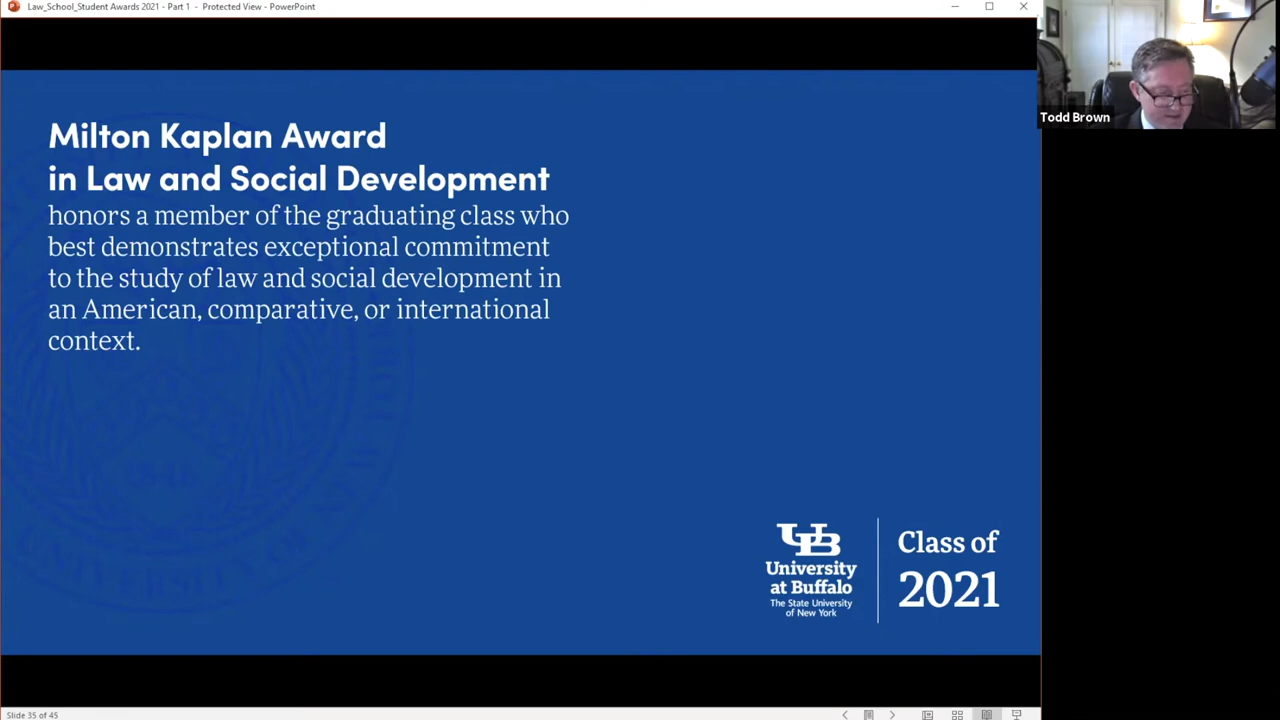 Law_School_Student Awards 2021 - Part 1 - Protected View - PowerPoint
Todd Brown
Milton Kaplan Award
in Law and Social Development
honors a member of the graduating class who
best demonstrates exceptional commitment
to the study of law and social development in
an American, comparative, or international
context.
1846
UB
University
at Buffalo
The State University
of New York
Class of
2021
Slide 35 of 45